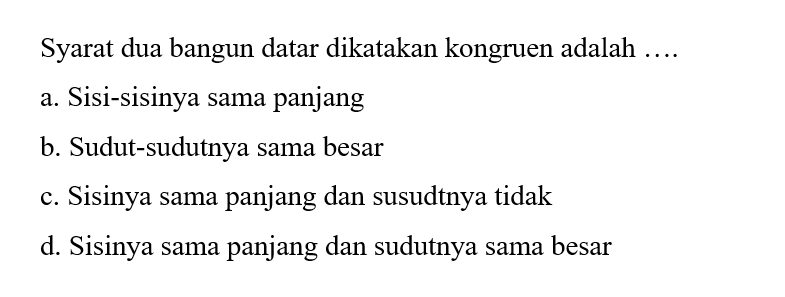 Syarat dua bangun datar dikatakan kongruen adalah ….
a. Sisi-sisinya sama panjang
b. Sudut-sudutnya sama besar
c. Sisinya sama panjang dan susudtnya tidak
d. Sisinya sama panjang dan sudutnya sama besar